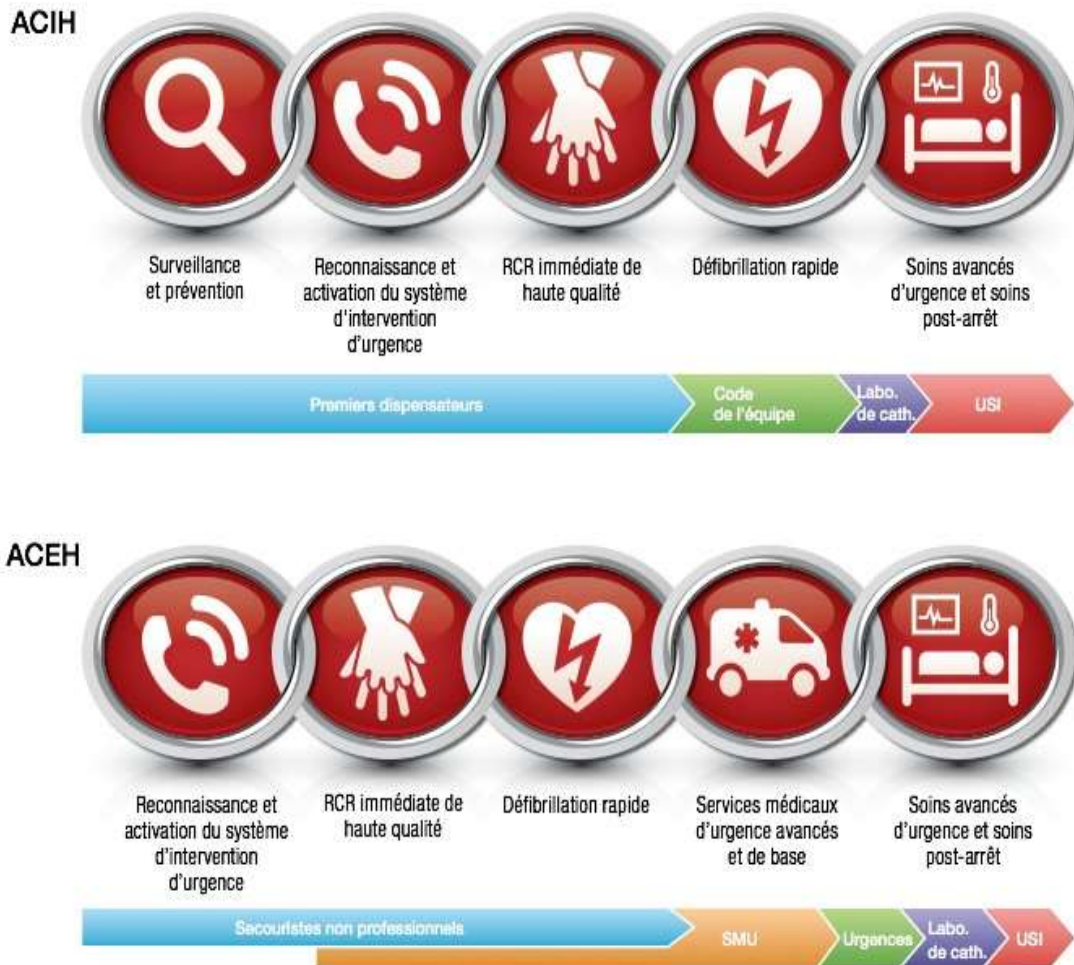 ACIH
Surveillance
et prévention
Reconnaissance et
activation du système
d'intervention
d'urgence
RCR immédiate de
haute qualité
Défibrillation rapide
Soins avancés
d'urgence et soins
post-arrêt
Premiers dispensateurs
Code
de l'équipe
Labo.
de cath.
USI
ACEH
Reconnaissance et
activation du système
d'intervention
d'urgence
RCR immédiate de
haute qualité
Défibrillation rapide
Services médicaux
d'urgence avancés
et de base
Soins avancés
d'urgence et soins
post-arrêt
Secouristes non professionnels
SMU
Urgences
Labo.
de cath.
USI